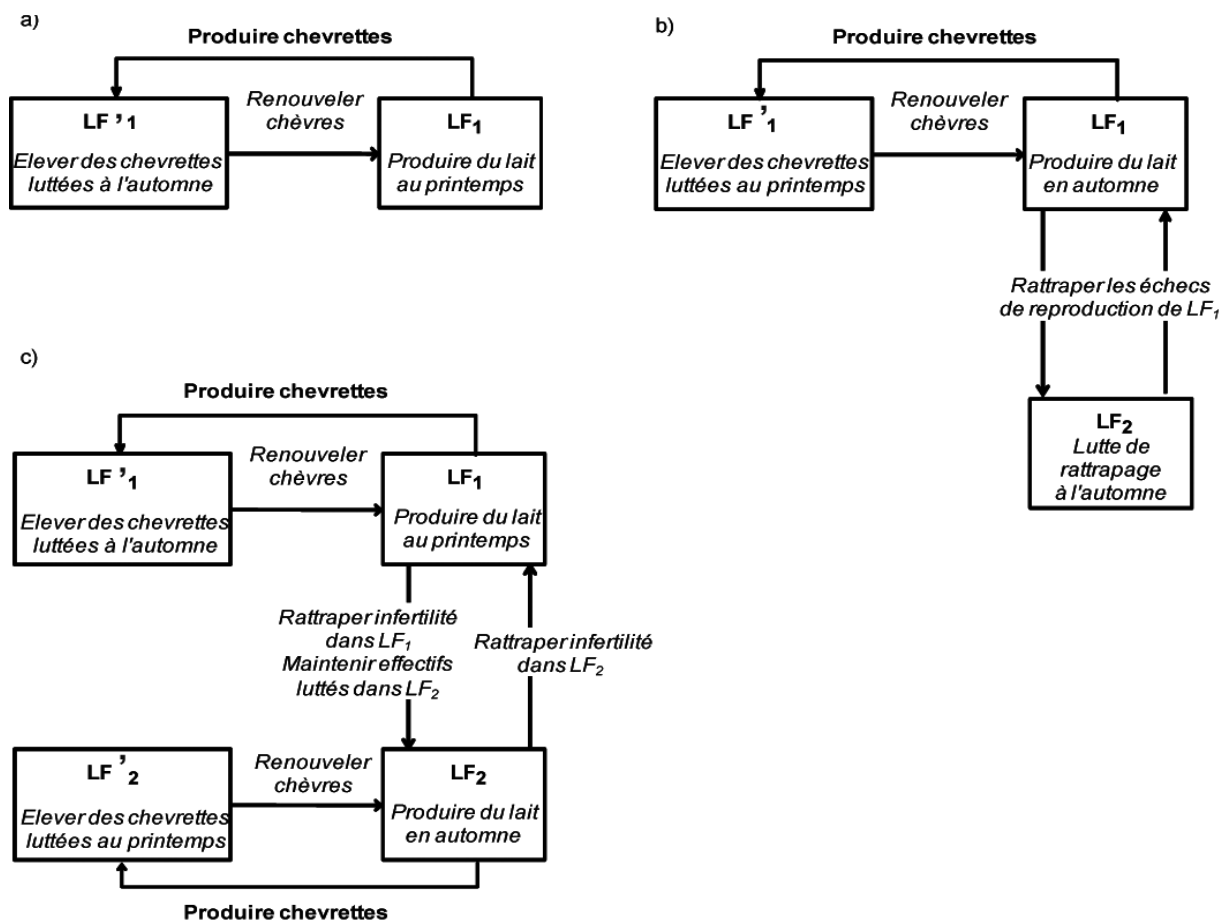 a)
Produire chevrettes
LF'1
Elever des chevrettes
luttées à l'automne
Renouveler
chèvres
LF1
Produire du lait
au printemps
b)
Produire chevrettes
LF'1
Elever des chevrettes
luttées au printemps
Renouveler
chèvres
LF1
Produire du lait
en automne
Rattraper les échecs
de reproduction de LF1
LF2
Lutte de
rattrapage
à l'automne
c)
Produire chevrettes
LF'1
Elever des chevrettes
luttées à l'automne
Renouveler
chèvres
LF1
Produire du lait
au printemps
Rattraper infertilité
dans LF1
Maintenir effectifs
luttés dans LF2
Rattraper infertilité
dans LF2
LF'2
Elever des chevrettes
luttées au printemps
Renouveler
chèvres
LF2
Produire du lait
en automne
Produire chevrettes